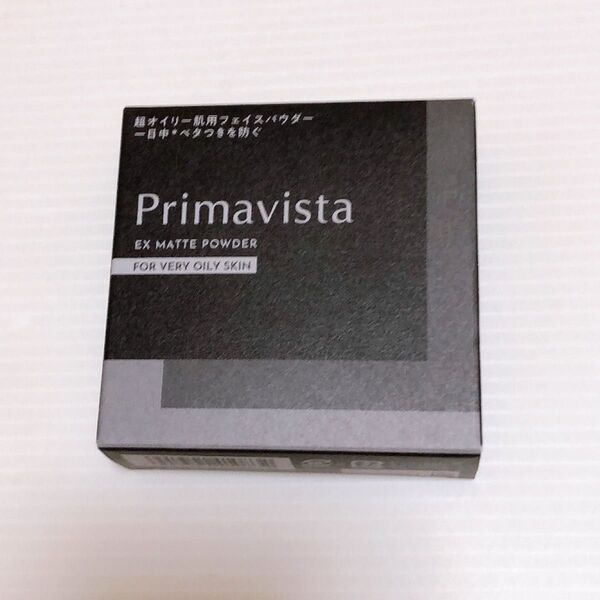 超オイリー肌用フェイスパウダー
一日中*ベタつきを防ぐ
Primavista
EX MATTE POWDER
FOR VERY OILY SKIN